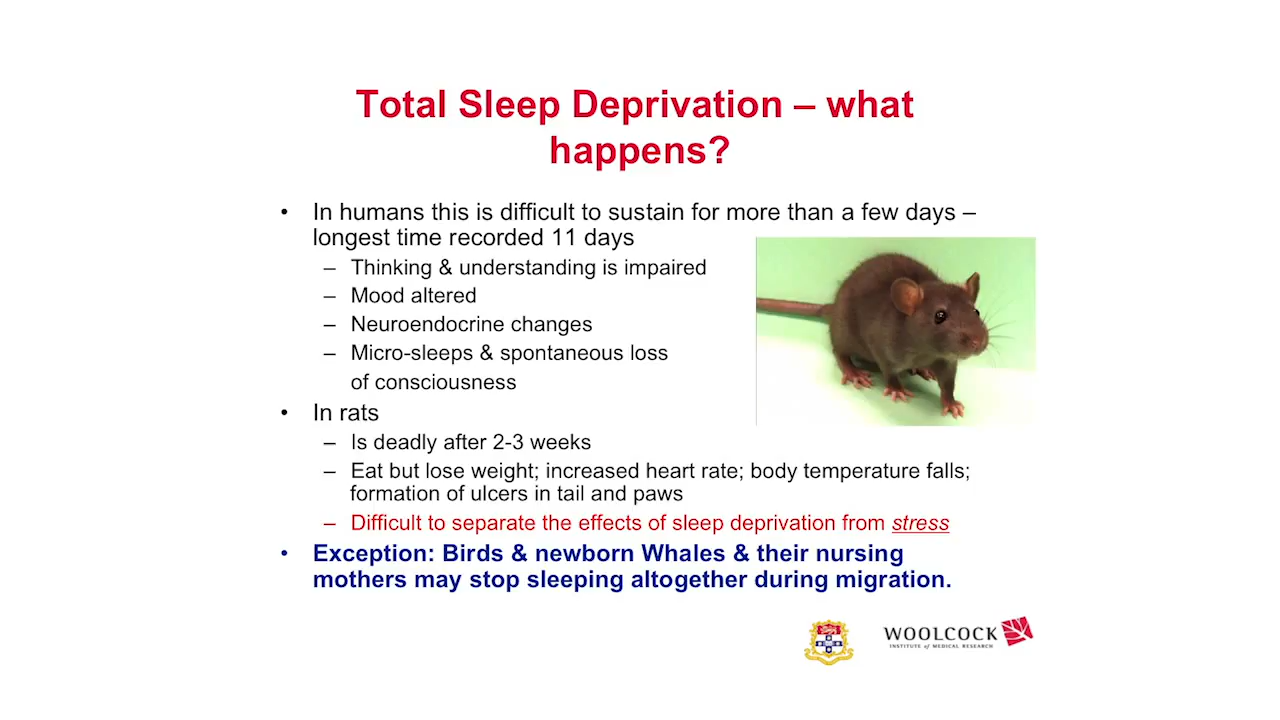 Total Sleep Deprivation – what
happens?
• In humans this is difficult to sustain for more than a few days –
longest time recorded 11 days
– Thinking & understanding is impaired
– Mood altered
– Neuroendocrine changes
– Micro-sleeps & spontaneous loss
of consciousness
• In rats
– Is deadly after 2-3 weeks
– Eat but lose weight; increased heart rate; body temperature falls;
formation of ulcers in tail and paws
– Difficult to separate the effects of sleep deprivation from stress
• Exception: Birds & newborn Whales & their nursing
mothers may stop sleeping altogether during migration.
WOOLCOCK
INSTITUTE of MEDICAL RESEARCH